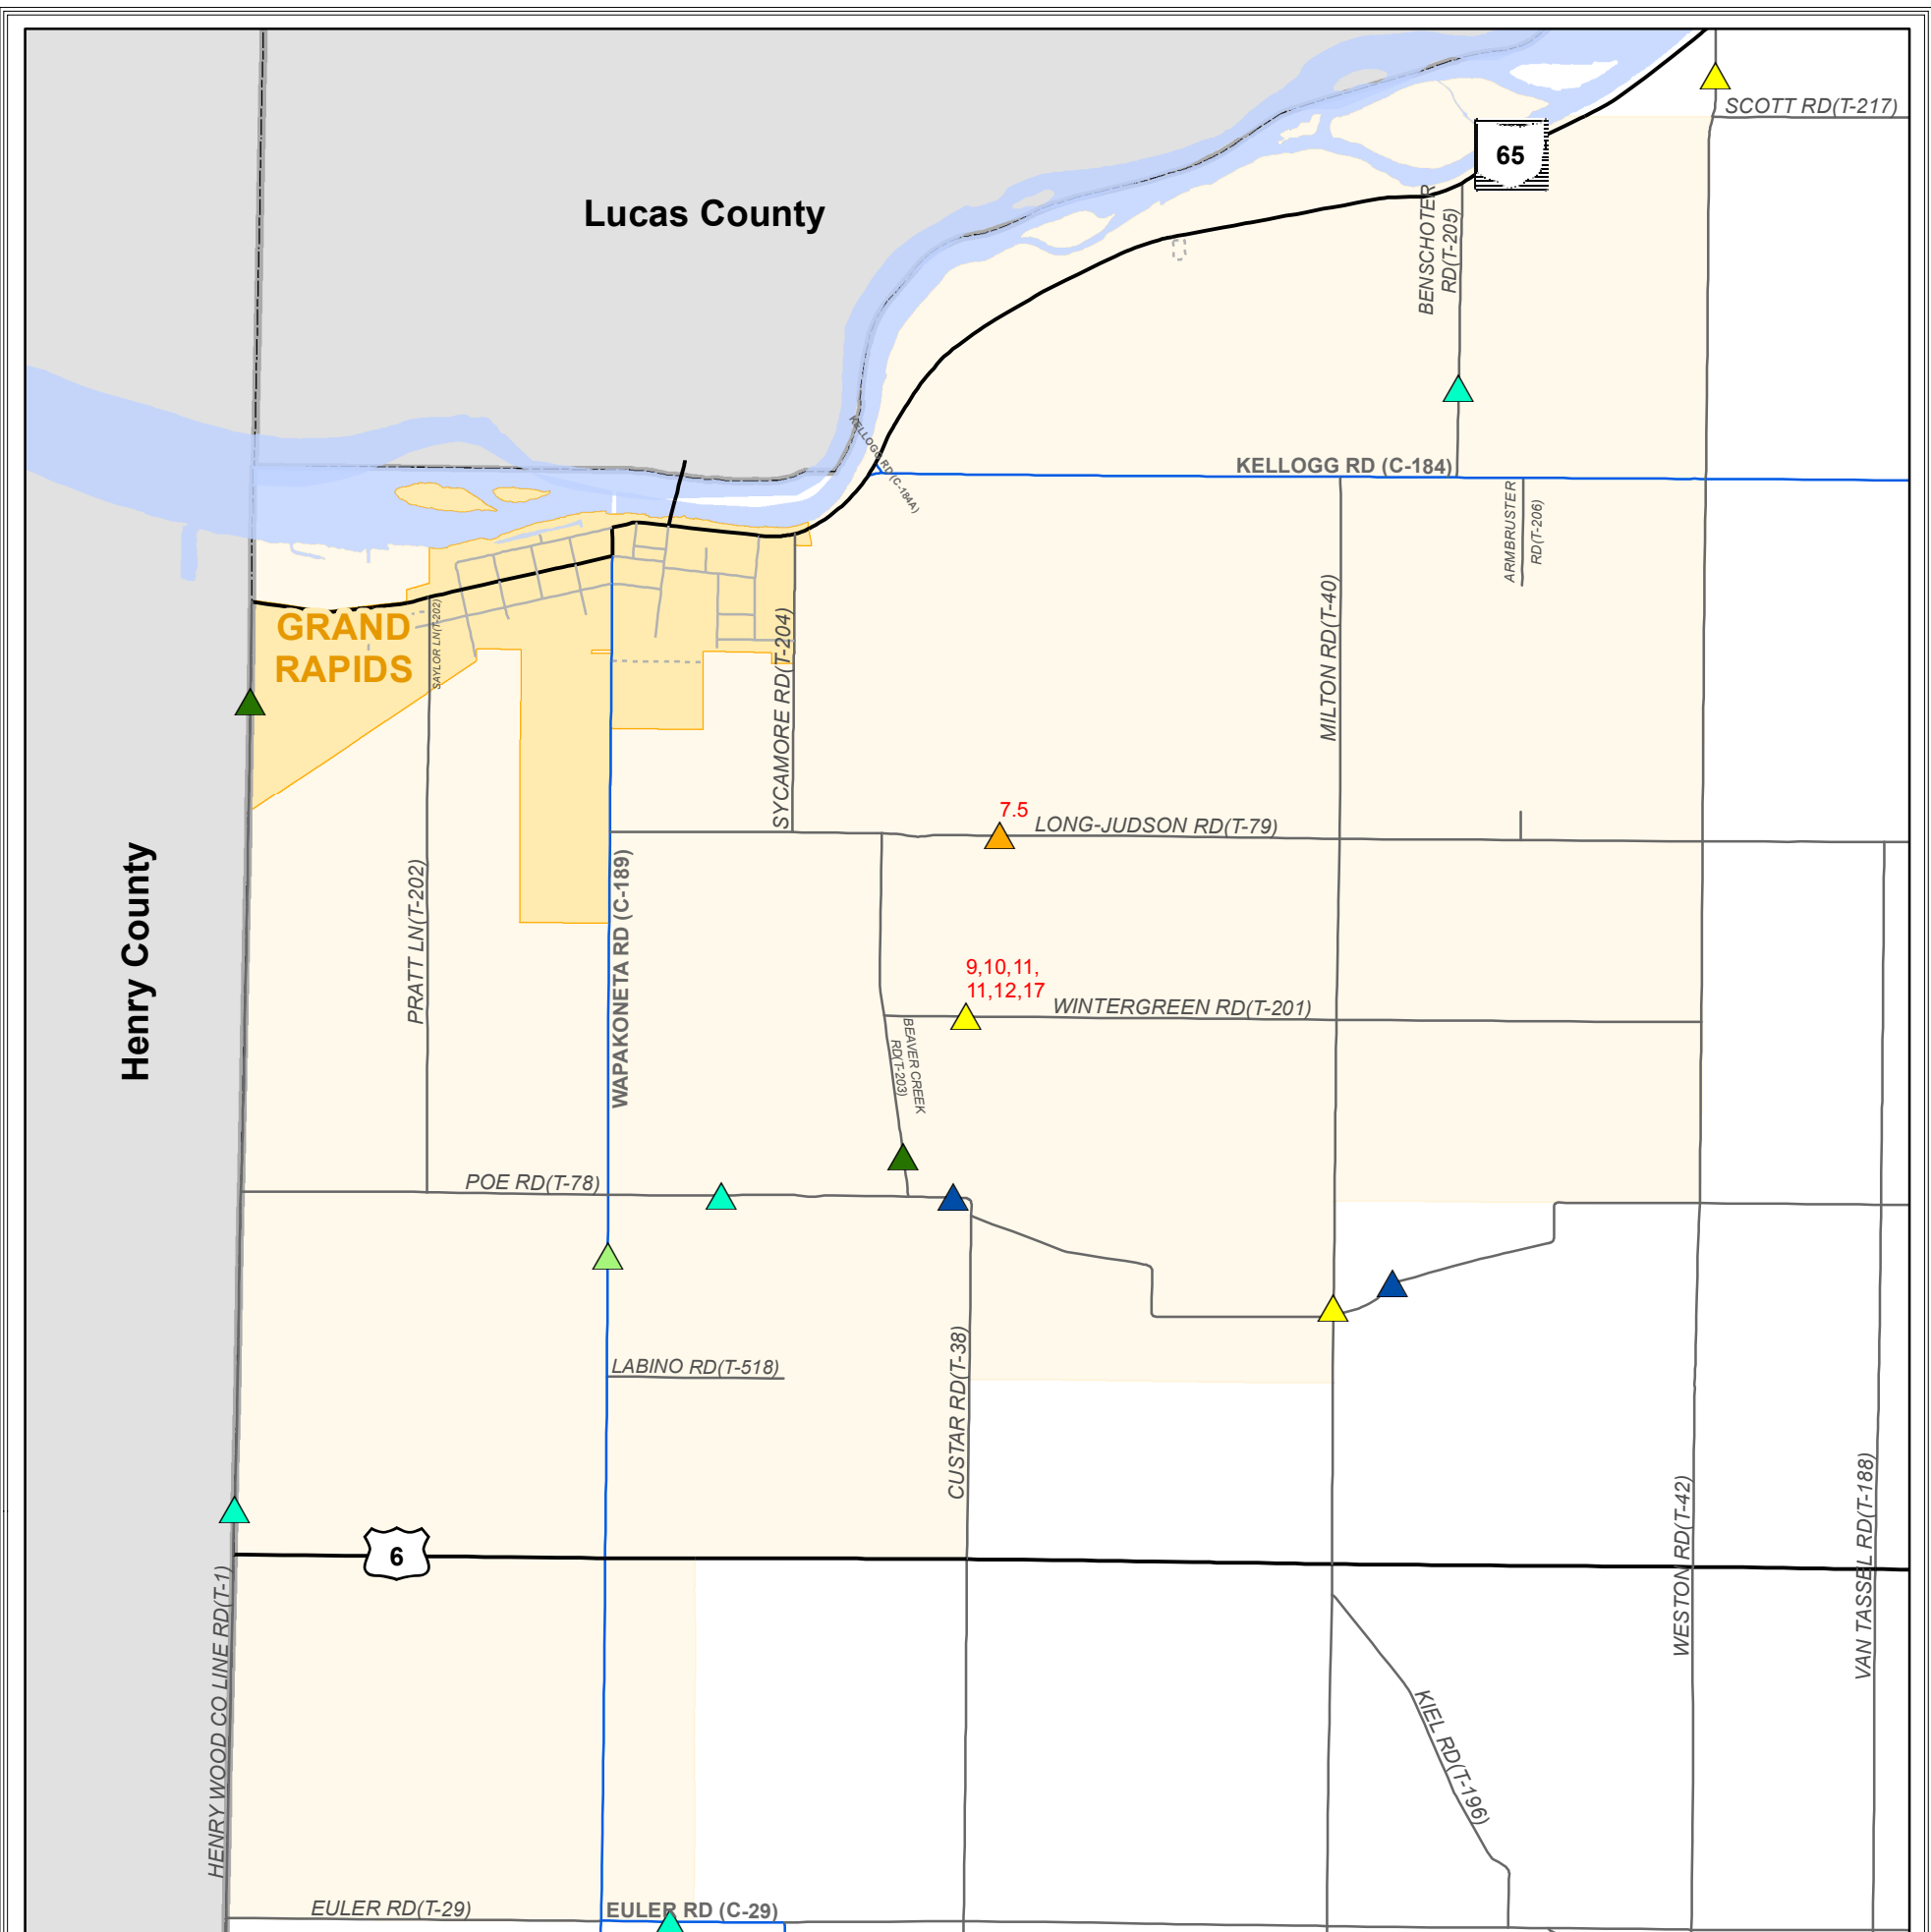 SCOTT RD(T-217)
65
Lucas County
BENSCHOTER
RD(T-205)
KELLOGG RD (C-184A)
KELLOGG RD (C-184)
ARMBRUSTER
RD(T-206)
GRAND
RAPIDS
SAYLOR LN(T-202)
SYCAMORE RD(T-204)
MILTON RD(T-40)
7.5
LONG-JUDSON RD(T-79)
Henry County
PRATT LN(T-202)
WAPAKONETA RD (C-189)
9,10,11,
11,12,17
WINTERGREEN RD(T-201)
BEAVER CREEK
RD(T-203)
POE RD(T-78)
LABINO RD(T-518)
CUSTAR RD(T-38)
WESTON RD(T-42)
VAN TASSEL RD(T-188)
6
HENRY WOOD CO LINE RD(T-1)
KIEL RD(T-196)
EULER RD(T-29)
EULER RD (C-29)